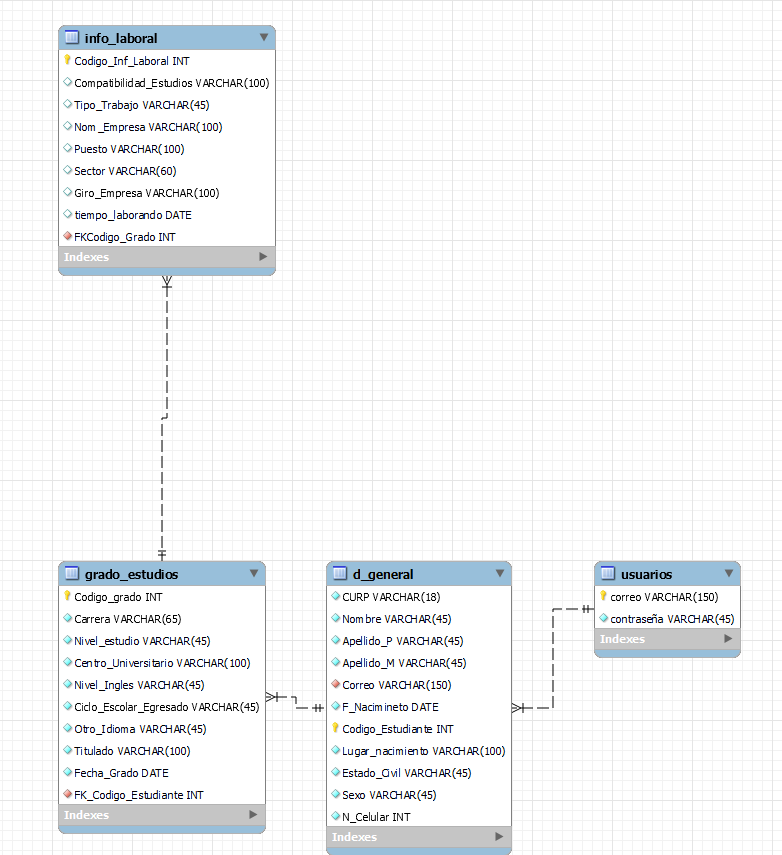 info_laboral
Codigo_Inf_Laboral INT
Compatibilidad_Estudios VARCHAR(100)
Tipo_Trabajo VARCHAR(45)
Nom_Empresa VARCHAR(100)
Puesto VARCHAR(100)
Sector VARCHAR(60)
Giro_Empresa VARCHAR(100)
tiempo_laborando DATE
FKCodigo_Grado INT
Indexes
grado_estudios
Codigo_grado INT
Carrera VARCHAR(65)
Nivel_estudio VARCHAR(45)
Centro_Universitario VARCHAR(100)
Nivel_Ingles VARCHAR(45)
Ciclo_Escolar_Egresado VARCHAR(45)
Otro_Idioma VARCHAR(45)
Titulado VARCHAR(100)
Fecha_Grado DATE
FK_Codigo_Estudiante INT
Indexes
d_general
CURP VARCHAR(18)
Nombre VARCHAR(45)
Apellido_P VARCHAR(45)
Apellido_M VARCHAR(45)
Correo VARCHAR(150)
F_Nacimineto DATE
Codigo_Estudiante INT
Lugar_nacimiento VARCHAR(100)
Estado_Civil VARCHAR(45)
Sexo VARCHAR(45)
N_Celular INT
Indexes
usuarios
correo VARCHAR(150)
contraseña VARCHAR(45)
Indexes